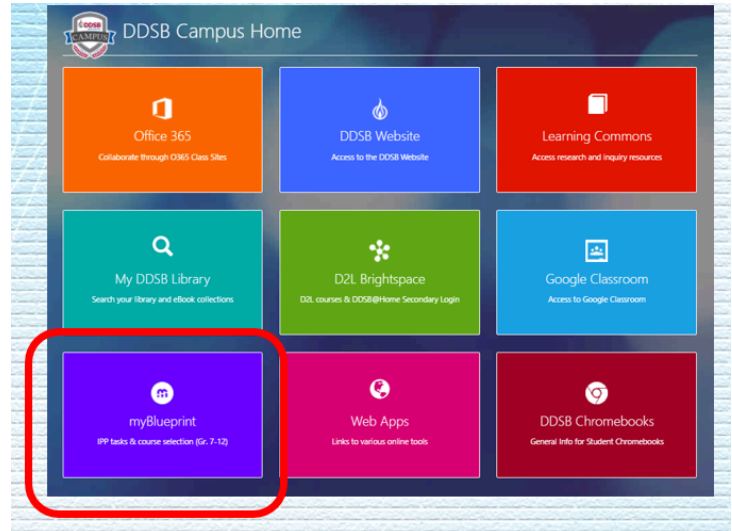 DDSB
CAMPUS
DDSB Campus Home
Office 365
Collaborate through O365 Class Sites
DDSB Website
Access to the DDSB Website
Learning Commons
Access research and inquiry resources
My DDSB Library
Search your library and eBook collections
D2L Brightspace
D2L courses & DDSB@Home Secondary Login
Google Classroom
Access to Google Classroom
m
myBlueprint
IPP tasks & course selection (Gr. 7-12)
Web Apps
Links to various online tools
DDSB Chromebooks
General Info for Student Chromebooks